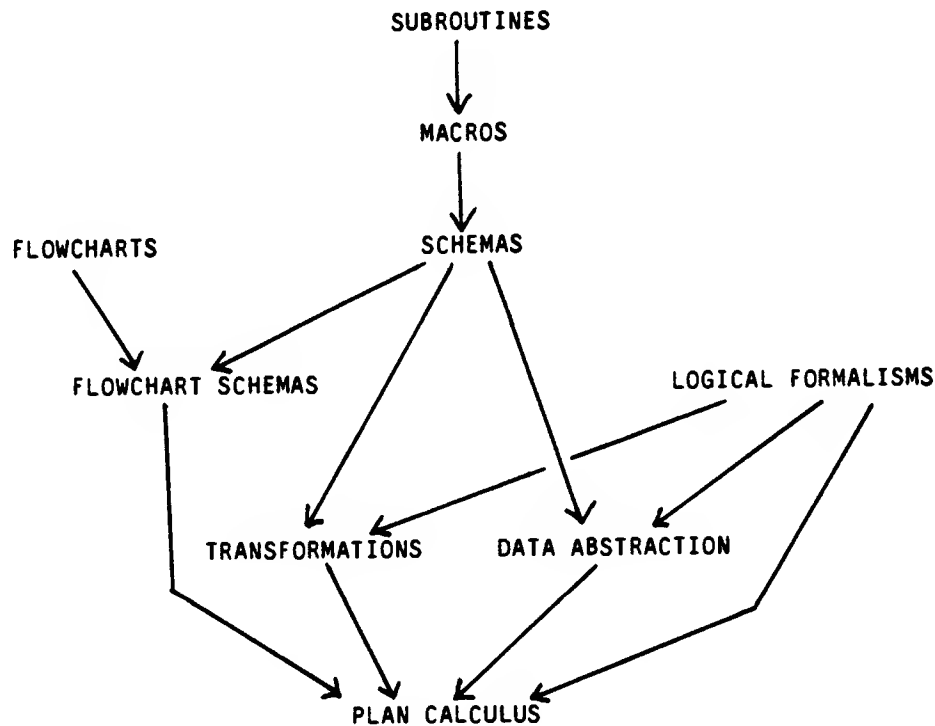 SUBROUTINES
MACROS
SCHEMAS
FLOWCHARTS
FLOWCHART SCHEMAS
LOGICAL FORMALISMS
TRANSFORMATIONS
DATA ABSTRACTION
PLAN CALCULUS